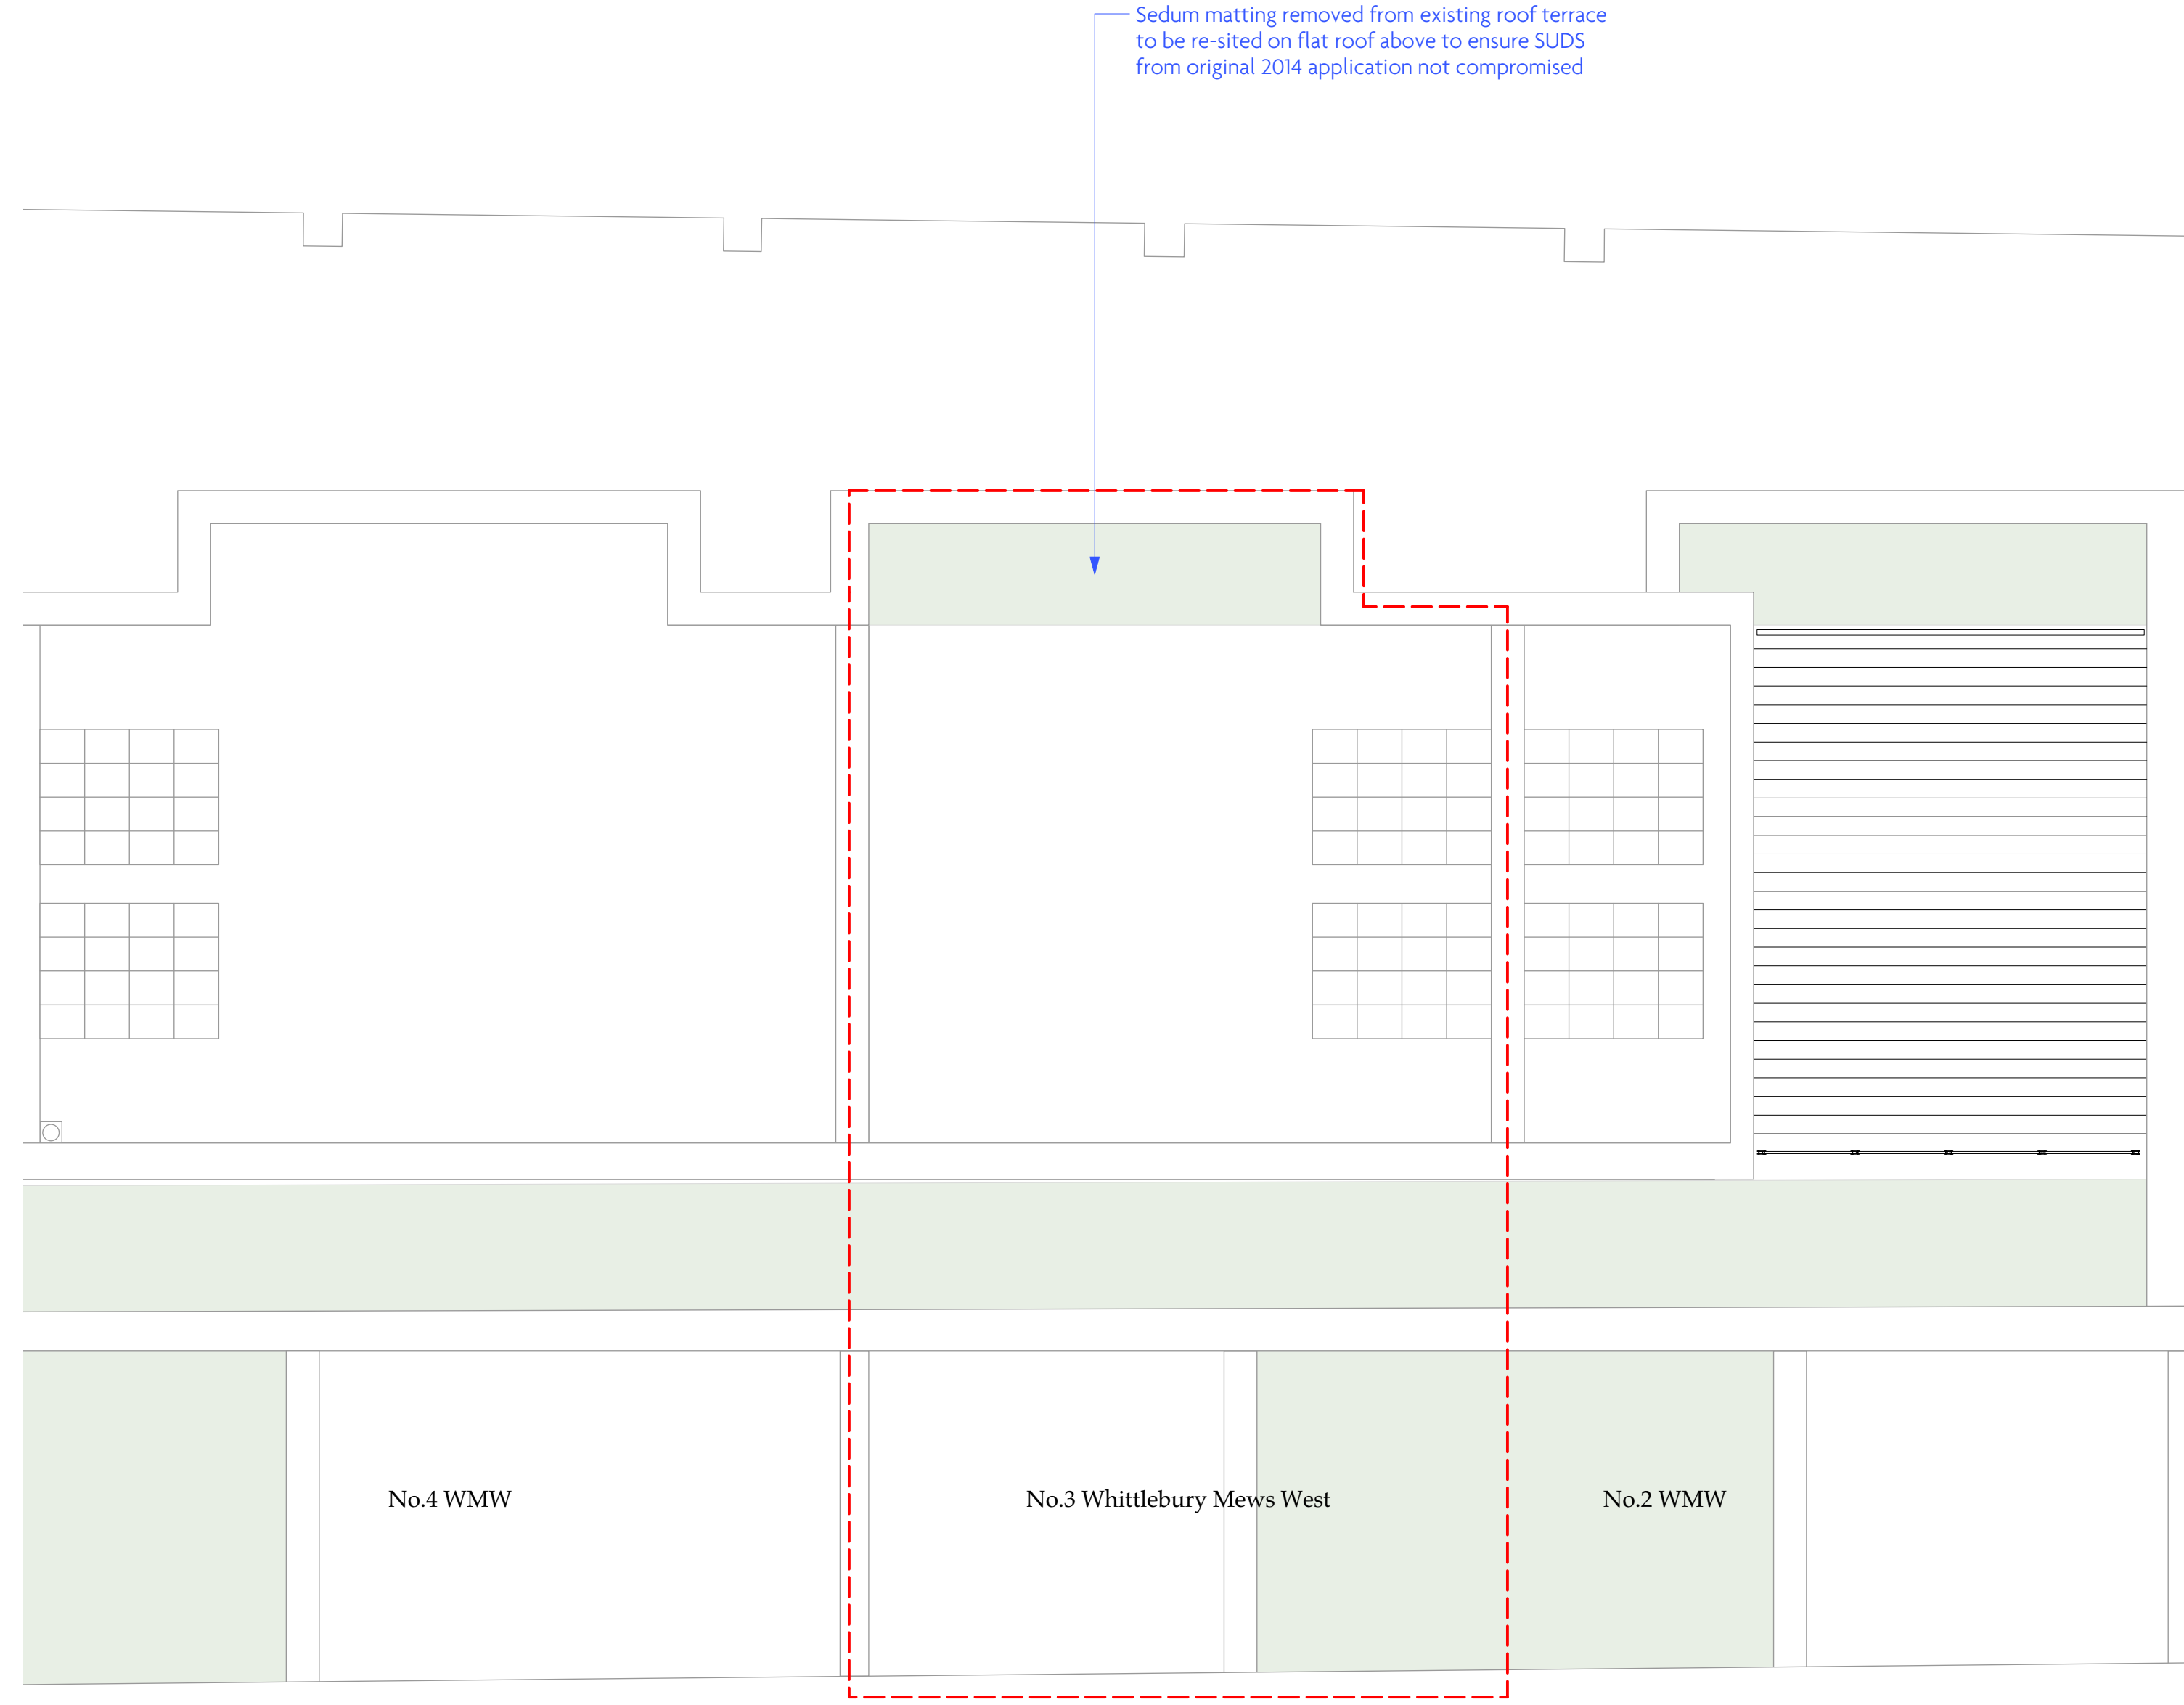 Sedum matting removed from existing roof terrace
to be re-sited on flat roof above to ensure SUDS
from original 2014 application not compromised
No.4 WMW
No.3 Whittlebury Mews West
No.2 WMW